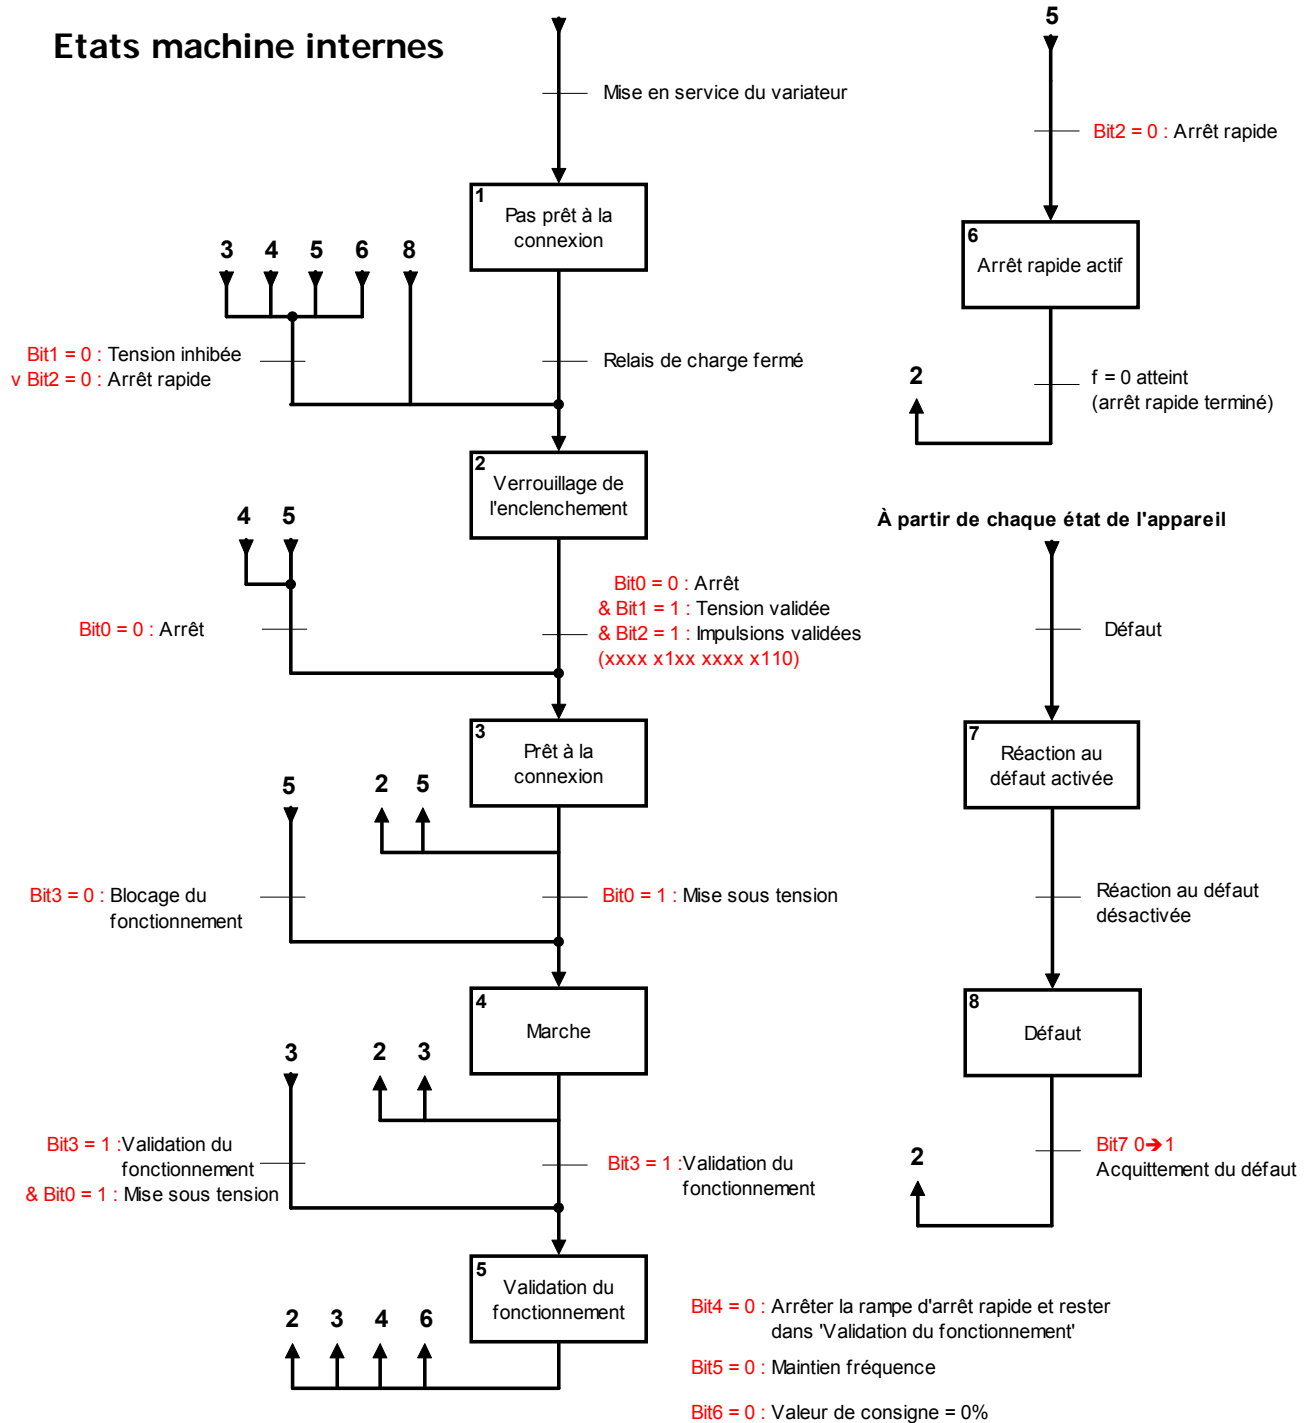 Etats machine internes
Mise en service du variateur
1
Pas prêt à la
connexion
3 4 5 6 8
Bit1 = 0 : Tension inhibée
v Bit2 = 0 : Arrêt rapide
Relais de charge fermé
2
Verrouillage de
l'enclenchement
4 5
Bit0 = 0 : Arrêt
Bit0 = 0 : Arrêt
& Bit1 = 1 : Tension validée
& Bit2 = 1 : Impulsions validées
(xxxx x1xx xxxx x110)
3
Prêt à la
connexion
5
2 5
Bit3 = 0 : Blocage du
fonctionnement
Bit0 = 1 : Mise sous tension
4
Marche
3
2 3
Bit3 = 1 :Validation du
fonctionnement
& Bit0 = 1 : Mise sous tension
Bit3 = 1 :Validation du
fonctionnement
5
Validation du
fonctionnement
2 3 4 6
5
Bit2 = 0 : Arrêt rapide
6
Arrêt rapide actif
2
f = 0 atteint
(arrêt rapide terminé)
À partir de chaque état de l'appareil
Défaut
7
Réaction au
défaut activée
Réaction au défaut
désactivée
8
Défaut
2
Bit7 0➔1
Acquittement du défaut
Bit4 = 0 : Arrêter la rampe d'arrêt rapide et rester
dans 'Validation du fonctionnement'
Bit5 = 0 : Maintien fréquence
Bit6 = 0 : Valeur de consigne = 0%